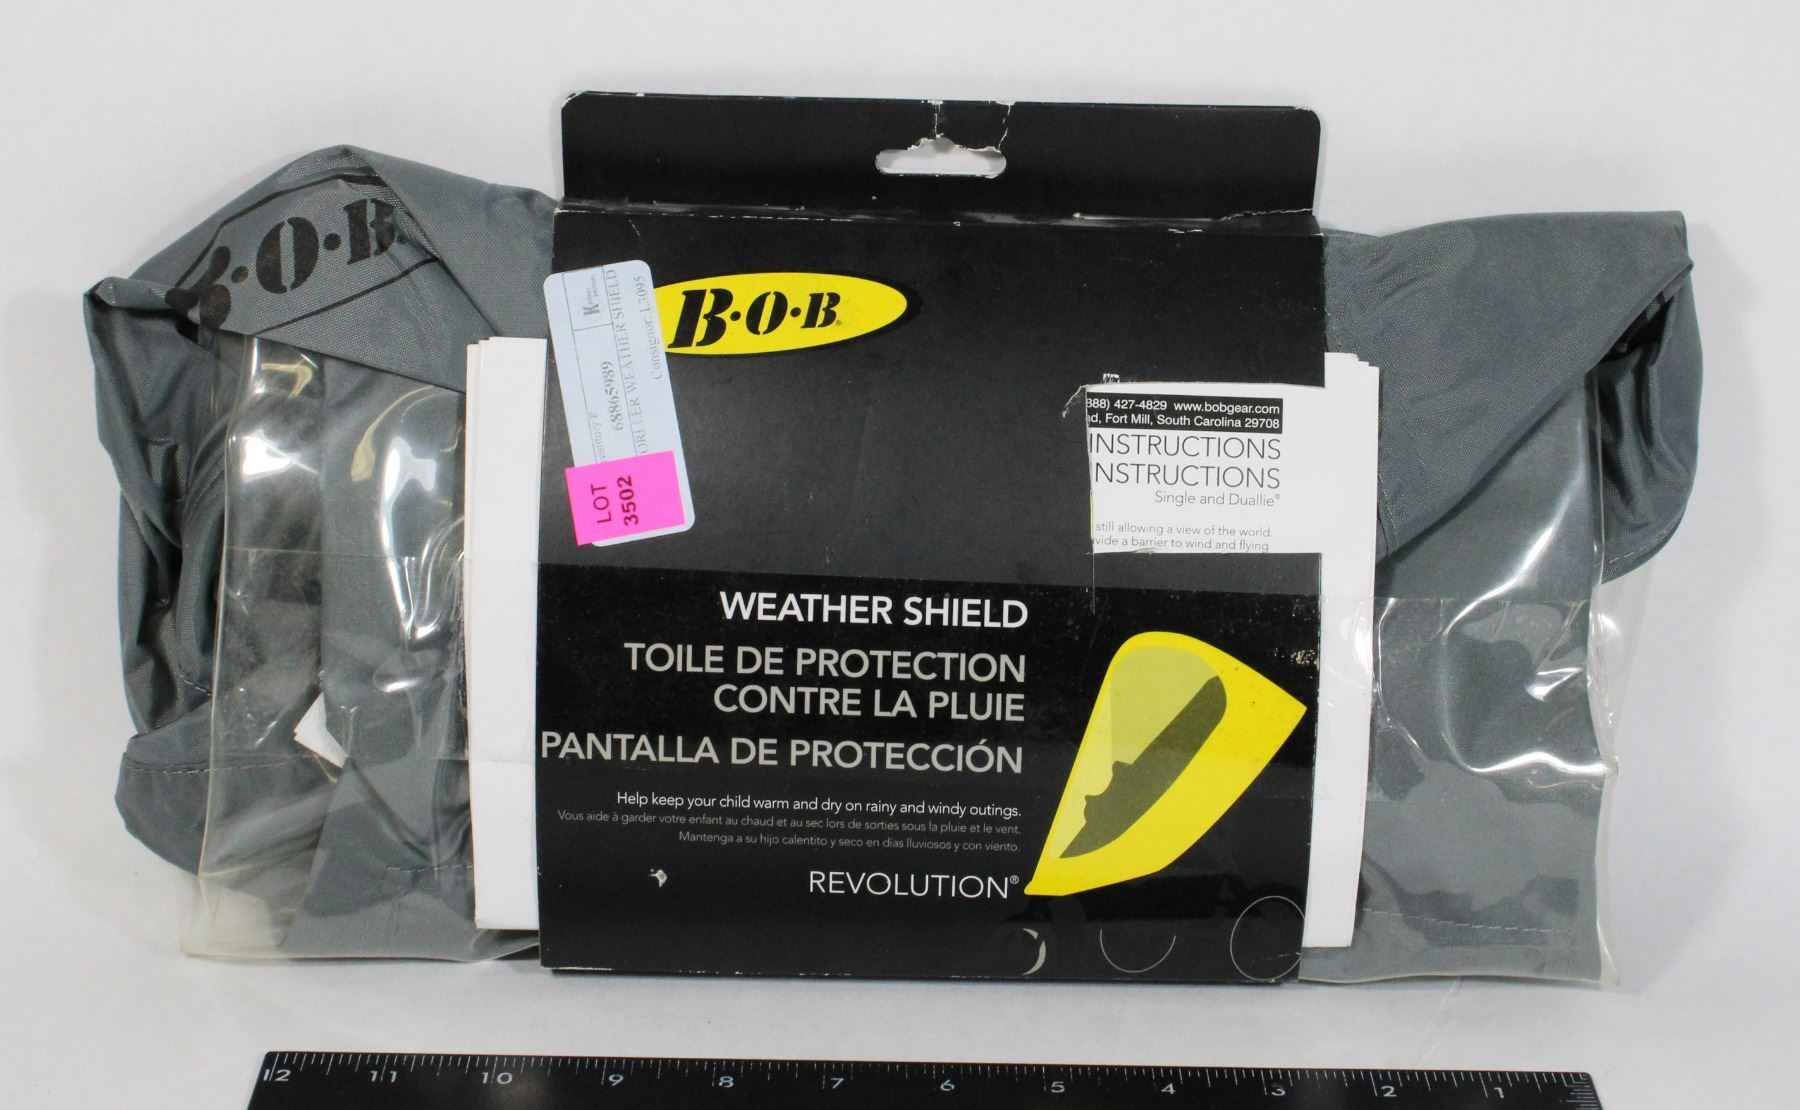 B·O·B.
B·O·B®
Inventory #
68865989
WEATHER SHIELD
Consignor: L3095
LOT
3502
888) 427-4829 www.bobgear.com
Fort Mill, South Carolina 29708
INSTRUCTIONS
NSTRUCTIONS
Single and Duallie®
still allowing a view of the world.
a barrier to wind and flying
WEATHER SHIELD
TOILE DE PROTECTION
CONTRE LA PLUIE
PANTALLA DE PROTECCIÓN
Help keep your child warm and dry on rainy and windy outings.
Vous aide à garder votre enfant au chaud et au sec lors de sorties sous la pluie et le vent.
Mantenga a su hijo calentito y seco en días lluviosos y con viento.
REVOLUTION®
12 11 10 9 8 7 6 5 4 3 2 1